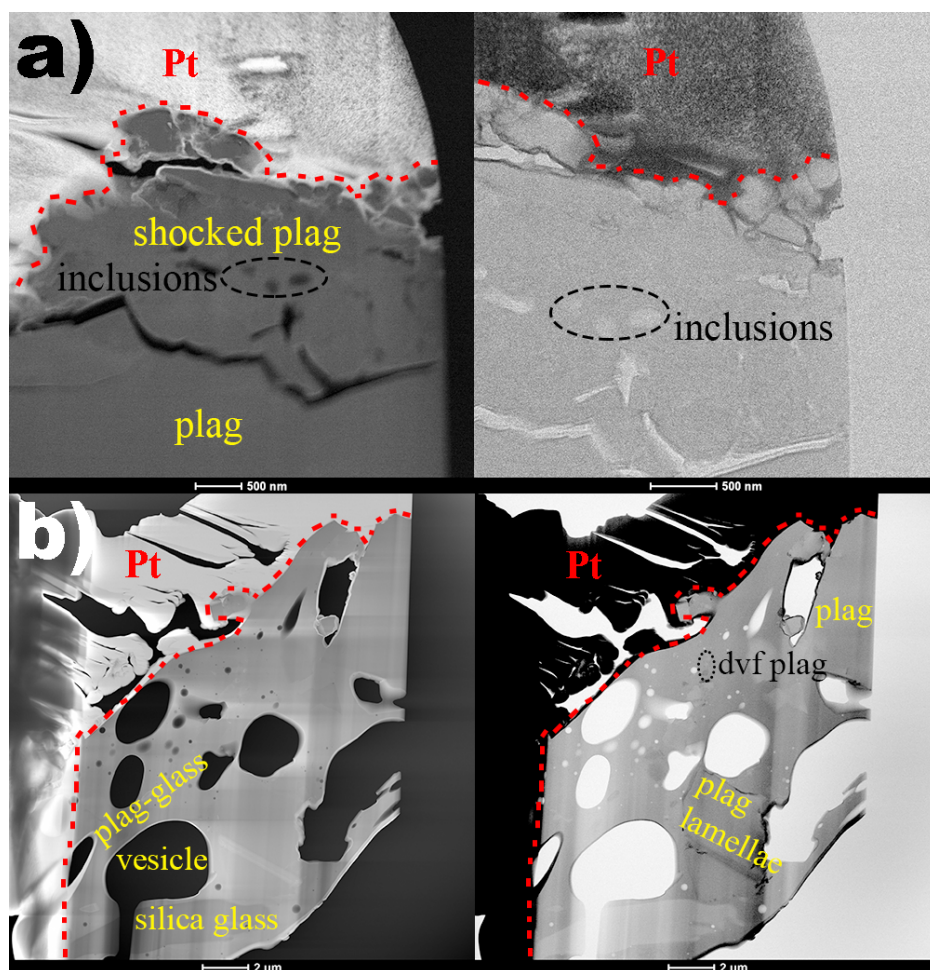 a)
Pt
shocked plag
inclusions
plag
500 nm
Pt
inclusions
500 nm
b)
Pt
plag-glass
vesicle
silica glass
2 µm
Pt
plag
dvf plag
plag
lamellae
2 µm